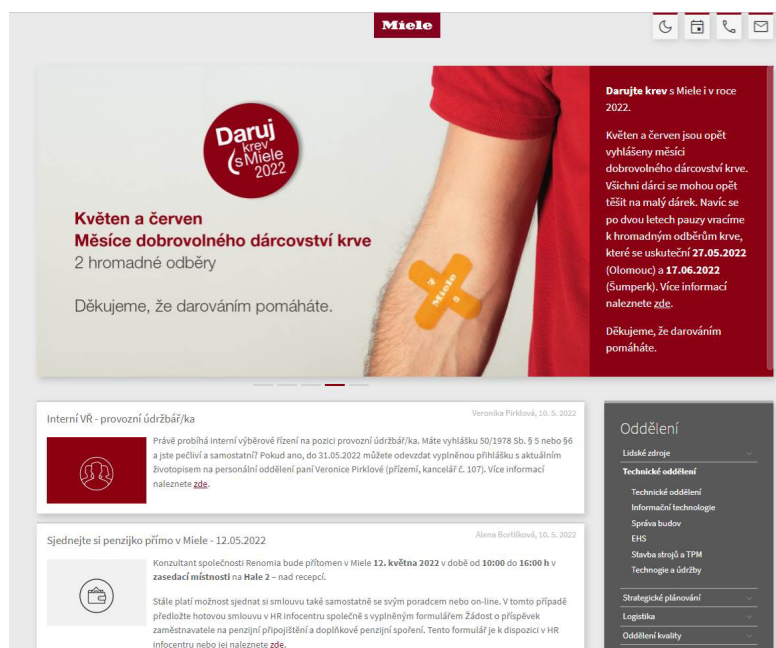 Miele
Daruj
krev
s Miele
2022
Květen a červen
Měsíce dobrovolného dárcovství krve
2 hromadné odběry
Děkujeme, že darováním pomáháte.
Miele
Darujte krev s Miele i v roce
2022.
Květen a červen jsou opět
vyhlášeny měsíci
dobrovolného dárcovství krve.
Všichni dárci se mohou opět
těšit na malý dárek. Navíc se
po dvou letech pauzy vracíme
k hromadným odběrům krve,
které se uskuteční 27.05.2022
(Olomouc) a 17.06.2022
(Šumperk). Více informací
naleznete zde.
Děkujeme, že darováním
pomáháte.
Interní VŘ - provozní údržbář/ka
Veronika Pirklová, 10. 5. 2022
Právě probíhá interní výběrové řízení na pozici provozní údržbář/ka. Máte vyhlášku 50/1978 Sb. § 5 nebo §6
a jste pečliví a samostatní? Pokud ano, do 31.05.2022 můžete odevzdat vyplněnou přihlášku s aktuálním
životopisem na personální oddělení paní Veronice Pirklové (přízemí, kancelář č. 107). Více informací
naleznete zde.
Sjednejte si penzijko přímo v Miele - 12.05.2022
Alena Bortlíková, 10. 5. 2022
Konzultant společnosti Renomia bude přítomen v Miele 12. května 2022 v době od 10:00 do 16:00 h v
zasedací místnosti na Hale 2 – nad recepcí.
Stále platí možnost sjednat si smlouvu také samostatně se svým poradcem nebo on-line. V tomto případě
předložte hotovou smlouvu v HR infocentru společně s vyplněným formulářem Žádost o příspěvek
zaměstnavatele na penzijní připojištění a doplňkové penzijní spoření. Tento formulář je k dispozici v HR
infocentru nebo jej naleznete zde.
Oddělení
Lidské zdroje
Technické oddělení
Technické oddělení
Informační technologie
Správa budov
EHS
Stavba strojů a TPM
Technogie a údržby
Strategické plánování
Logistika
Oddělení kvality